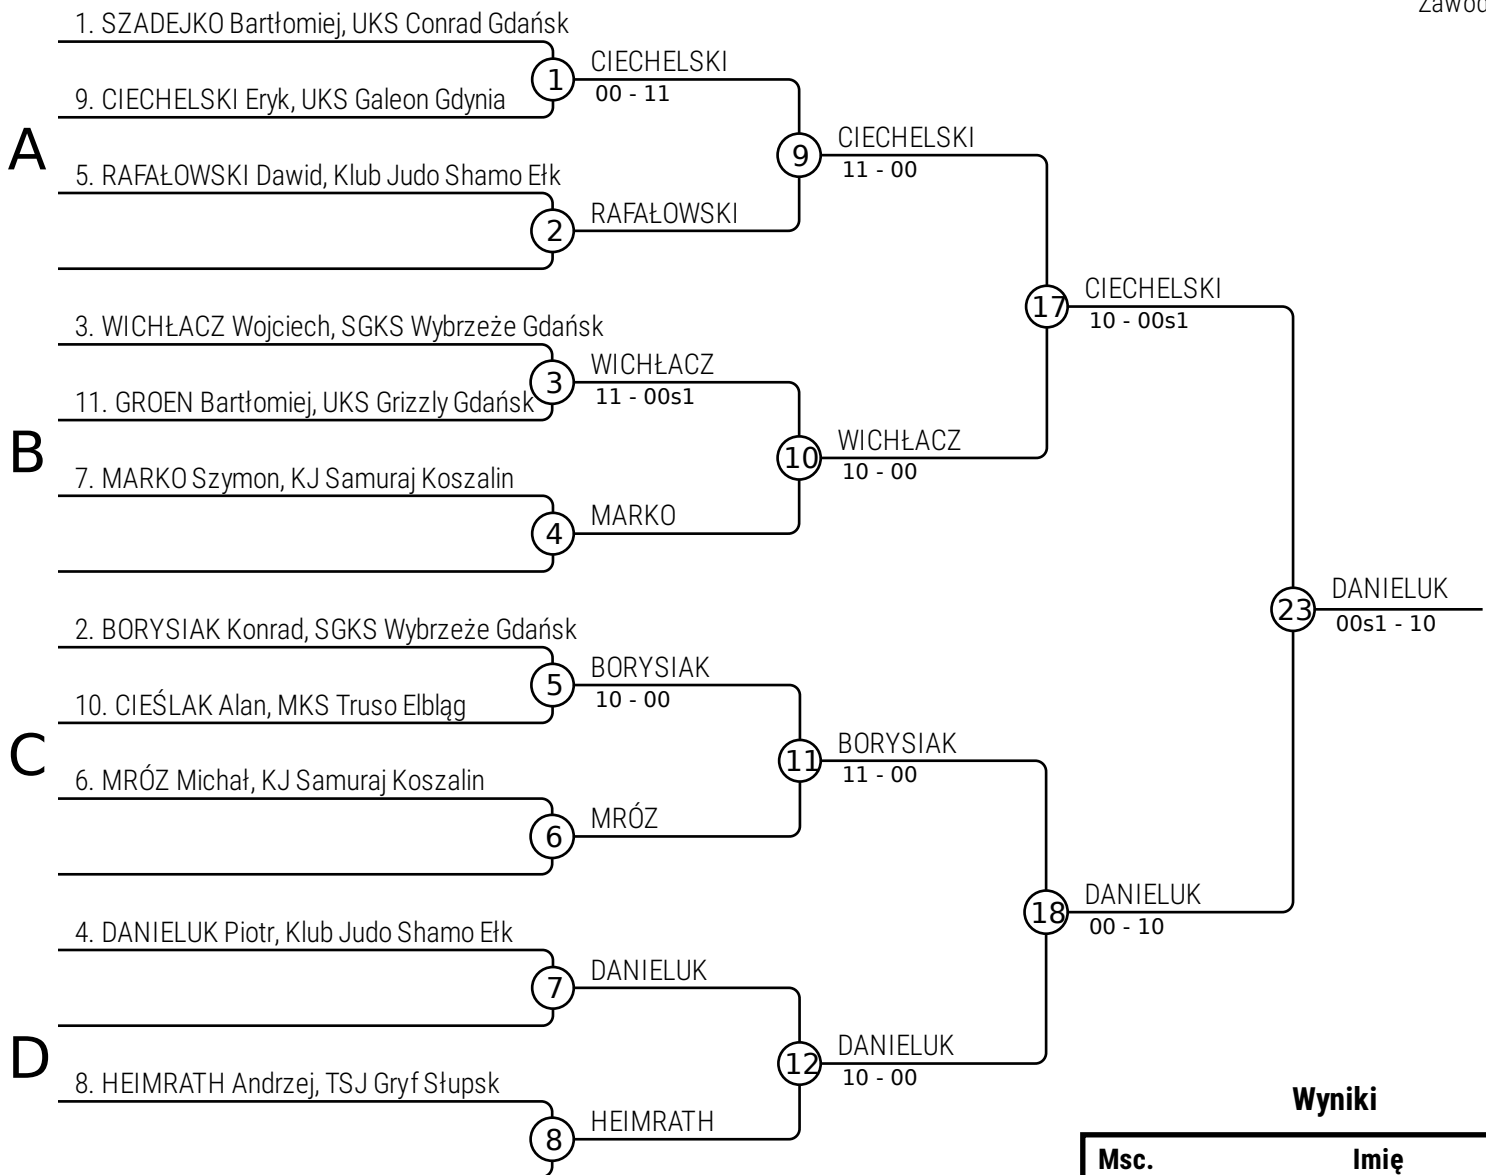 Zawod
1. SZADEJKO Bartłomiej, UKS Conrad Gdańsk
1
CIECHELSKI
00 - 11
9. CIECHELSKI Eryk, UKS Galeon Gdynia
A
9
CIECHELSKI
11 - 00
5. RAFAŁOWSKI Dawid, Klub Judo Shamo Ełk
2
RAFAŁOWSKI
17
CIECHELSKI
10 - 00s1
3. WICHŁACZ Wojciech, SGKS Wybrzeże Gdańsk
3
WICHŁACZ
11 - 00s1
11. GROEN Bartłomiej, UKS Grizzly Gdańsk
B
10
WICHŁACZ
10 - 00
7. MARKO Szymon, KJ Samuraj Koszalin
4
MARKO
23
DANIELUK
00s1 - 10
2. BORYSIAK Konrad, SGKS Wybrzeże Gdańsk
5
BORYSIAK
10 - 00
10. CIEŚLAK Alan, MKS Truso Elbląg
C
11
BORYSIAK
11 - 00
6. MRÓZ Michał, KJ Samuraj Koszalin
6
MRÓZ
18
DANIELUK
00 - 10
4. DANIELUK Piotr, Klub Judo Shamo Ełk
7
DANIELUK
D
12
DANIELUK
10 - 00
8. HEIMRATH Andrzej, TSJ Gryf Słupsk
8
HEIMRATH
Wyniki
Msc. Imię